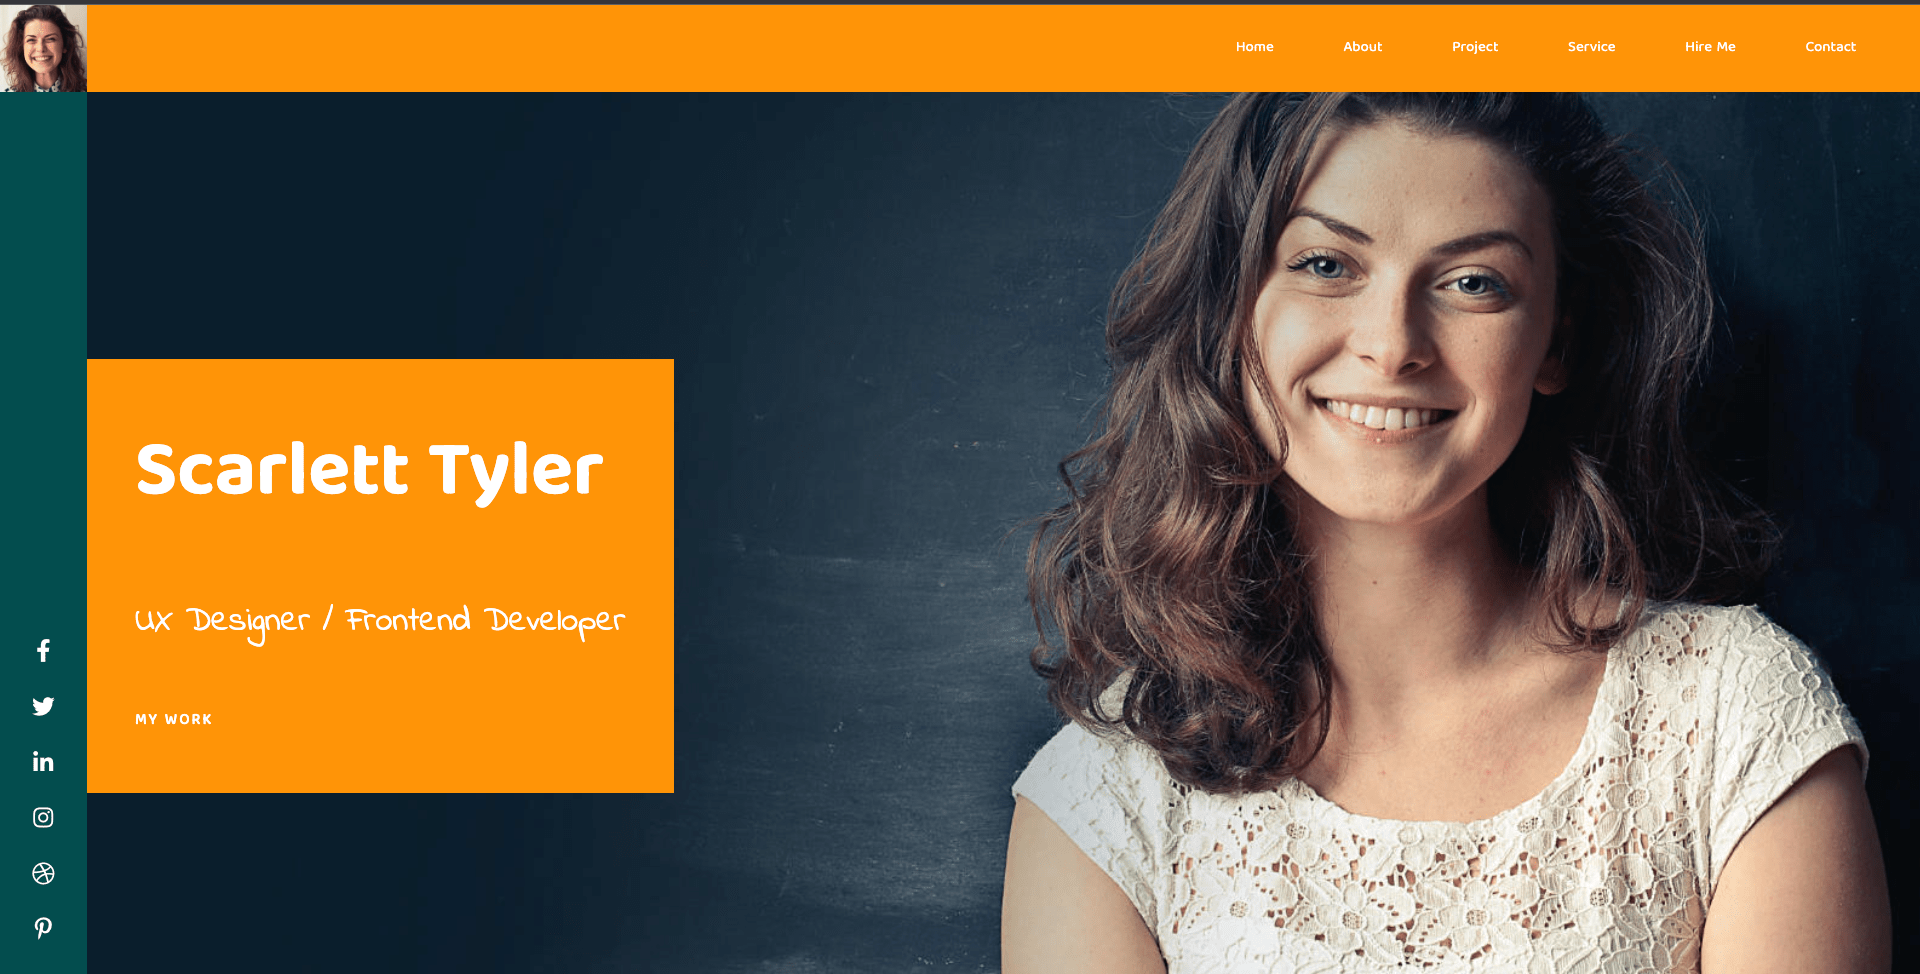 Home
About
Project
Service
Hire Me
Contact
Scarlett Tyler
UX Designer / Frontend Developer
MY WORK